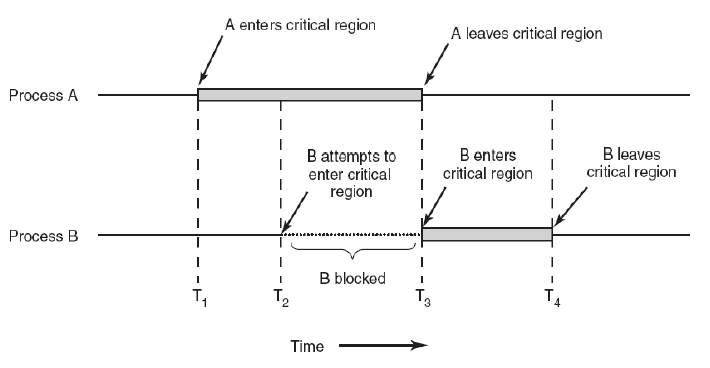 A enters critical region
A leaves critical region
Process A
B attempts to
enter critical
region
B enters
critical region
B leaves
critical region
Process B
B blocked
T1
T2
T3
T4
Time